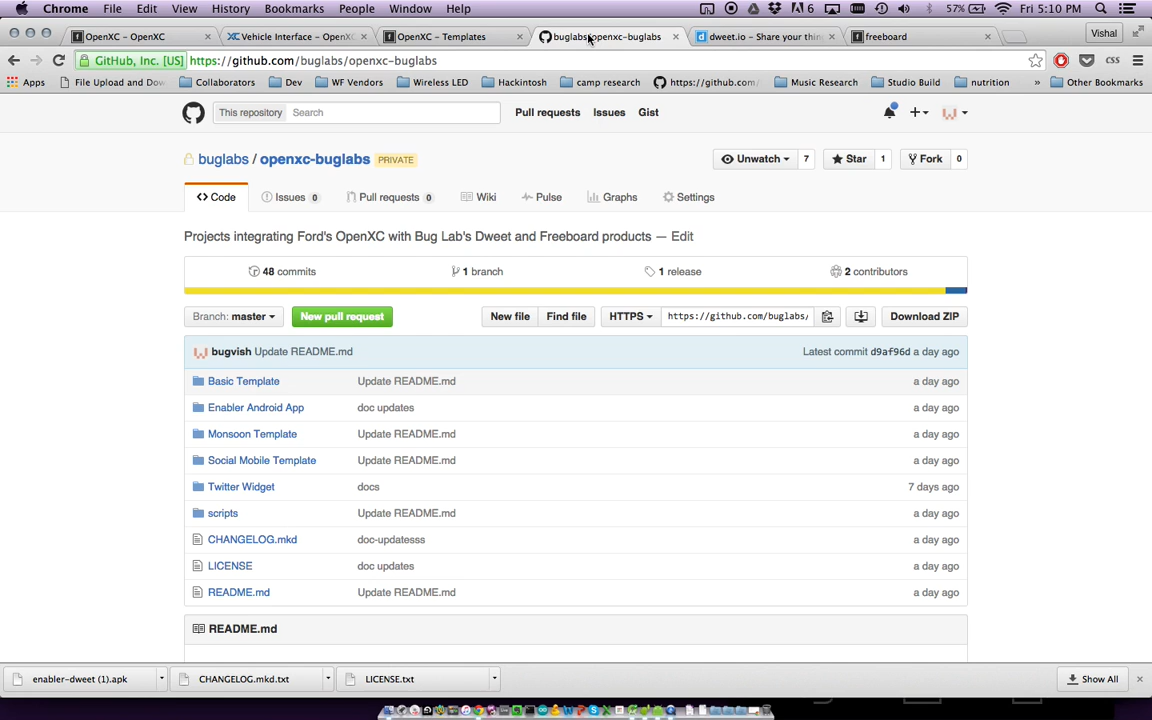 Chrome File Edit View History Bookmarks People Window Help 6 57% Fri 5:10 PM
OpenXC - OpenXC Vehicle Interface - OpenXC OpenXC - Templates buglabs/openxc-buglabs dweet.io - Share your thin freeboard Vishal
GitHub, Inc. [US] https://github.com/buglabs/openxc-buglabs CSS
Apps File Upload and Dow Collaborators Dev WF Vendors Wireless LED Hackintosh camp research https://github.com/ Music Research Studio Build nutrition » Other Bookmarks
This repository Search Pull requests Issues Gist
buglabs / openxc-buglabs PRIVATE Unwatch 7 Star 1 Fork 0
Code Issues 0 Pull requests 0 Wiki Pulse Graphs Settings
Projects integrating Ford's OpenXC with Bug Lab's Dweet and Freeboard products — Edit
48 commits 1 branch 1 release 2 contributors
Branch: master New pull request New file Find file HTTPS https://github.com/buglabs/ Download ZIP
bugvish Update README.md Latest commit d9af96d a day ago
Basic Template Update README.md a day ago
Enabler Android App doc updates a day ago
Monsoon Template Update README.md a day ago
Social Mobile Template Update README.md a day ago
Twitter Widget docs 7 days ago
scripts Update README.md a day ago
CHANGELOG.mkd doc-updatesss a day ago
LICENSE doc updates a day ago
README.md Update README.md a day ago
README.md
enabler-dweet (1).apk CHANGELOG.mkd.txt LICENSE.txt Show All